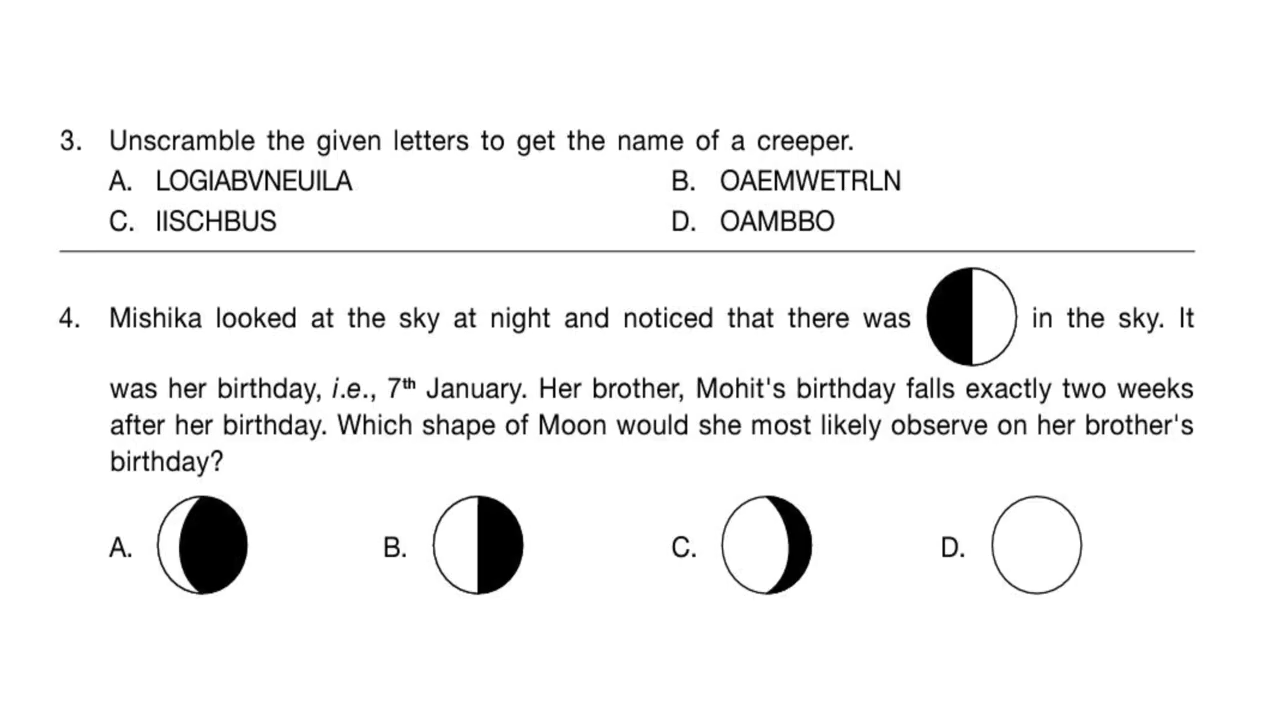 3. Unscramble the given letters to get the name of a creeper.
A. LOGIABVNEUILA B. OAEMWETRLN
C. IISCHBUS D. OAMBBO
4. Mishika looked at the sky at night and noticed that there was in the sky. It
was her birthday, i.e., 7th January. Her brother, Mohit's birthday falls exactly two weeks
after her birthday. Which shape of Moon would she most likely observe on her brother's
birthday?
A. B. C. D.